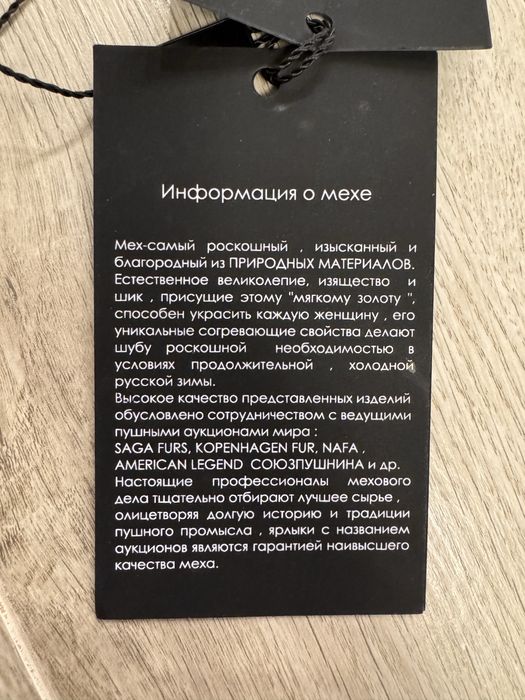 Информация о мехе
Мех-самый роскошный , изысканный и
благородный из ПРИРОДНЫХ МАТЕРИАЛОВ.
Естественное великолепие, изящество и
шик , присущие этому "мягкому золоту ",
способен украсить каждую женщину , его
уникальные согревающие свойства делают
шубу роскошной необходимостью в
условиях продолжительной , холодной
русской зимы.
Высокое качество представленных изделий
обусловлено сотрудничеством с ведущими
пушными аукционами мира :
SAGA FURS, KOPENHAGEN FUR, NAFA ,
AMERICAN LEGEND СОЮЗПУШНИНА и др.
Настоящие профессионалы мехового
дела тщательно отбирают лучшее сырье ,
олицетворяя долгую историю и традиции
пушного промысла , ярлыки с названием
аукционов являются гарантией наивысшего
качества меха.